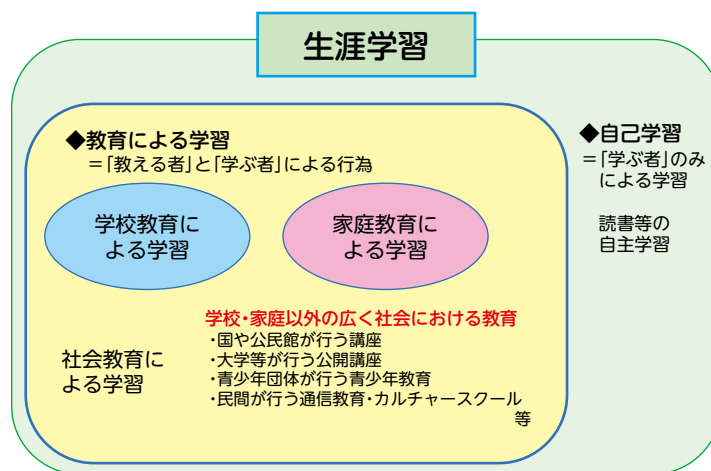 生涯学習
◆教育による学習
＝「教える者」と「学ぶ者」による行為
学校教育に
よる学習
家庭教育に
よる学習
社会教育に
よる学習
学校・家庭以外の広く社会における教育
・国や公民館が行う講座
・大学等が行う公開講座
・青少年団体が行う青少年教育
・民間が行う通信教育・カルチャースクール
等
◆自己学習
＝「学ぶ者」のみ
による学習
読書等の
自主学習